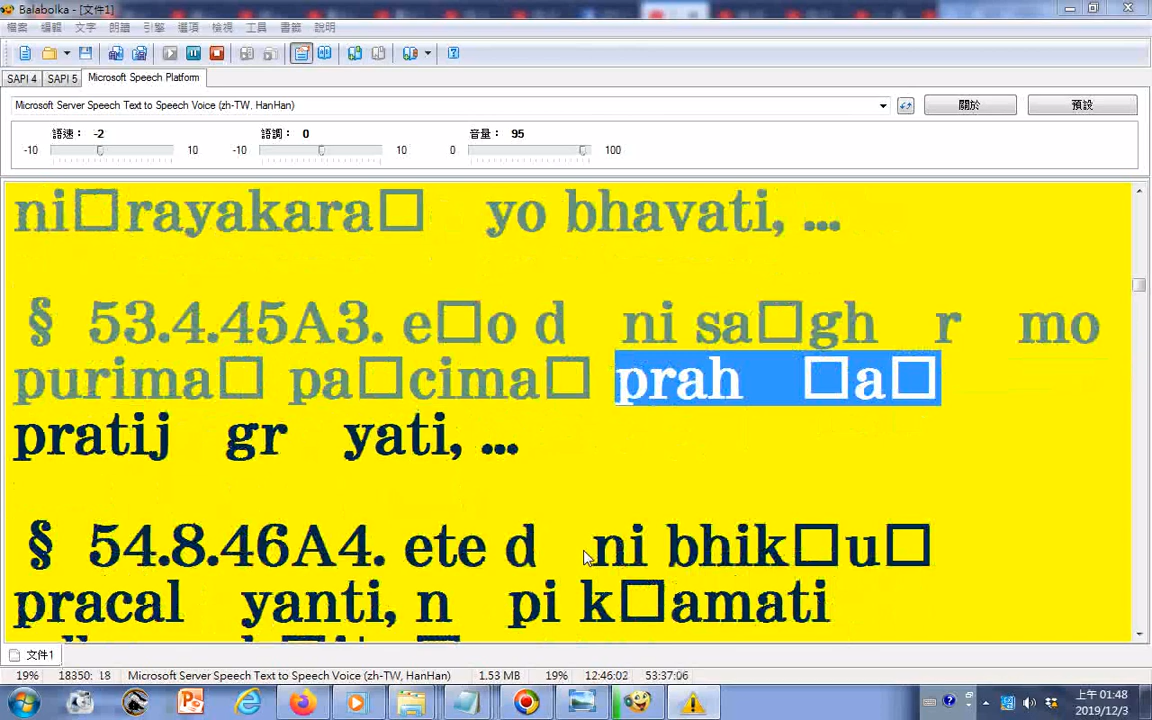 Balabolka - [文件1]
檔案 編輯 文字 朗讀 引擎 選項 檢視 工具 書籤 說明
SAPI 4 SAPI 5 Microsoft Speech Platform
Microsoft Server Speech Text to Speech Voice (zh-TW, HanHan) 關於 預設
語速： -2 語調： 0 音量： 95
-10 10 -10 10 0 100
ni□rayakara□ yo bhavati, ...
§ 53.4.45A3. e□o d ni sa□gh r mo
purima□ pa□cima□ prah □a□
pratij gr yati, ...
§ 54.8.46A4. ete d ni bhik□u□
pracal yanti, n pi k□amati
文件1
19% 18350: 18 Microsoft Server Speech Text to Speech Voice (zh-TW, HanHan) 1.53 MB 19% 12:46:02 53:37:06
上午 01:48
2019/12/3